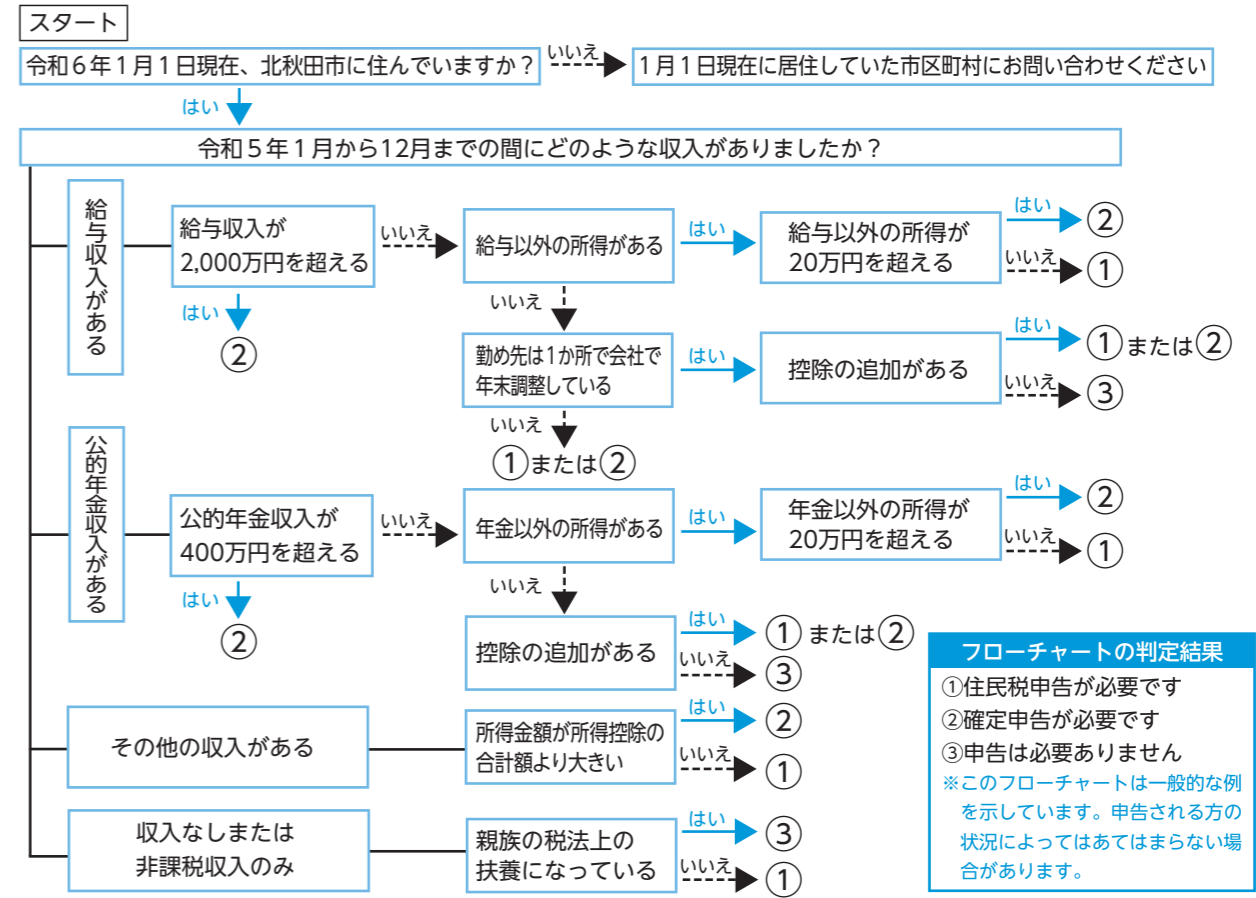 スタート
令和6年1月1日現在、北秋田市に住んでいますか？
いいえ
1月1日現在に居住していた市区町村にお問い合わせください
はい
令和5年1月から12月までの間にどのような収入がありましたか？
給与収入がある
給与収入が
2,000万円を超える
はい
②
いいえ
給与以外の所得がある
はい
給与以外の所得が
20万円を超える
はい
②
いいえ
①
いいえ
勤め先は1か所で会社で
年末調整している
はい
控除の追加がある
はい
①または②
いいえ
③
いいえ
①または②
公的年金収入がある
公的年金収入が
400万円を超える
はい
②
いいえ
年金以外の所得がある
はい
年金以外の所得が
20万円を超える
はい
②
いいえ
①
いいえ
控除の追加がある
はい
①または②
いいえ
③
その他の収入がある
所得金額が所得控除の
合計額より大きい
はい
②
いいえ
①
収入なしまたは
非課税収入のみ
親族の税法上の
扶養になっている
はい
③
いいえ
①
フローチャートの判定結果
①住民税申告が必要です
②確定申告が必要です
③申告は必要ありません
※このフローチャートは一般的な例
を示しています。申告される方の
状況によってはあてはまらない場
合があります。